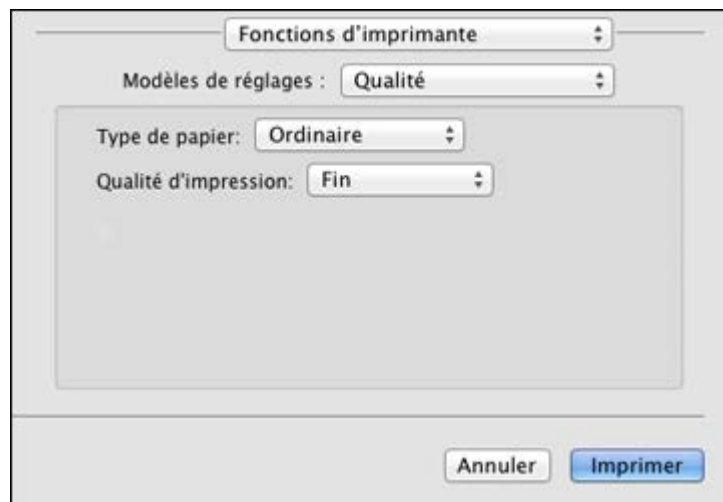 Fonctions d'imprimante
Modèles de réglages : Qualité
Type de papier: Ordinaire
Qualité d'impression: Fin
Annuler Imprimer